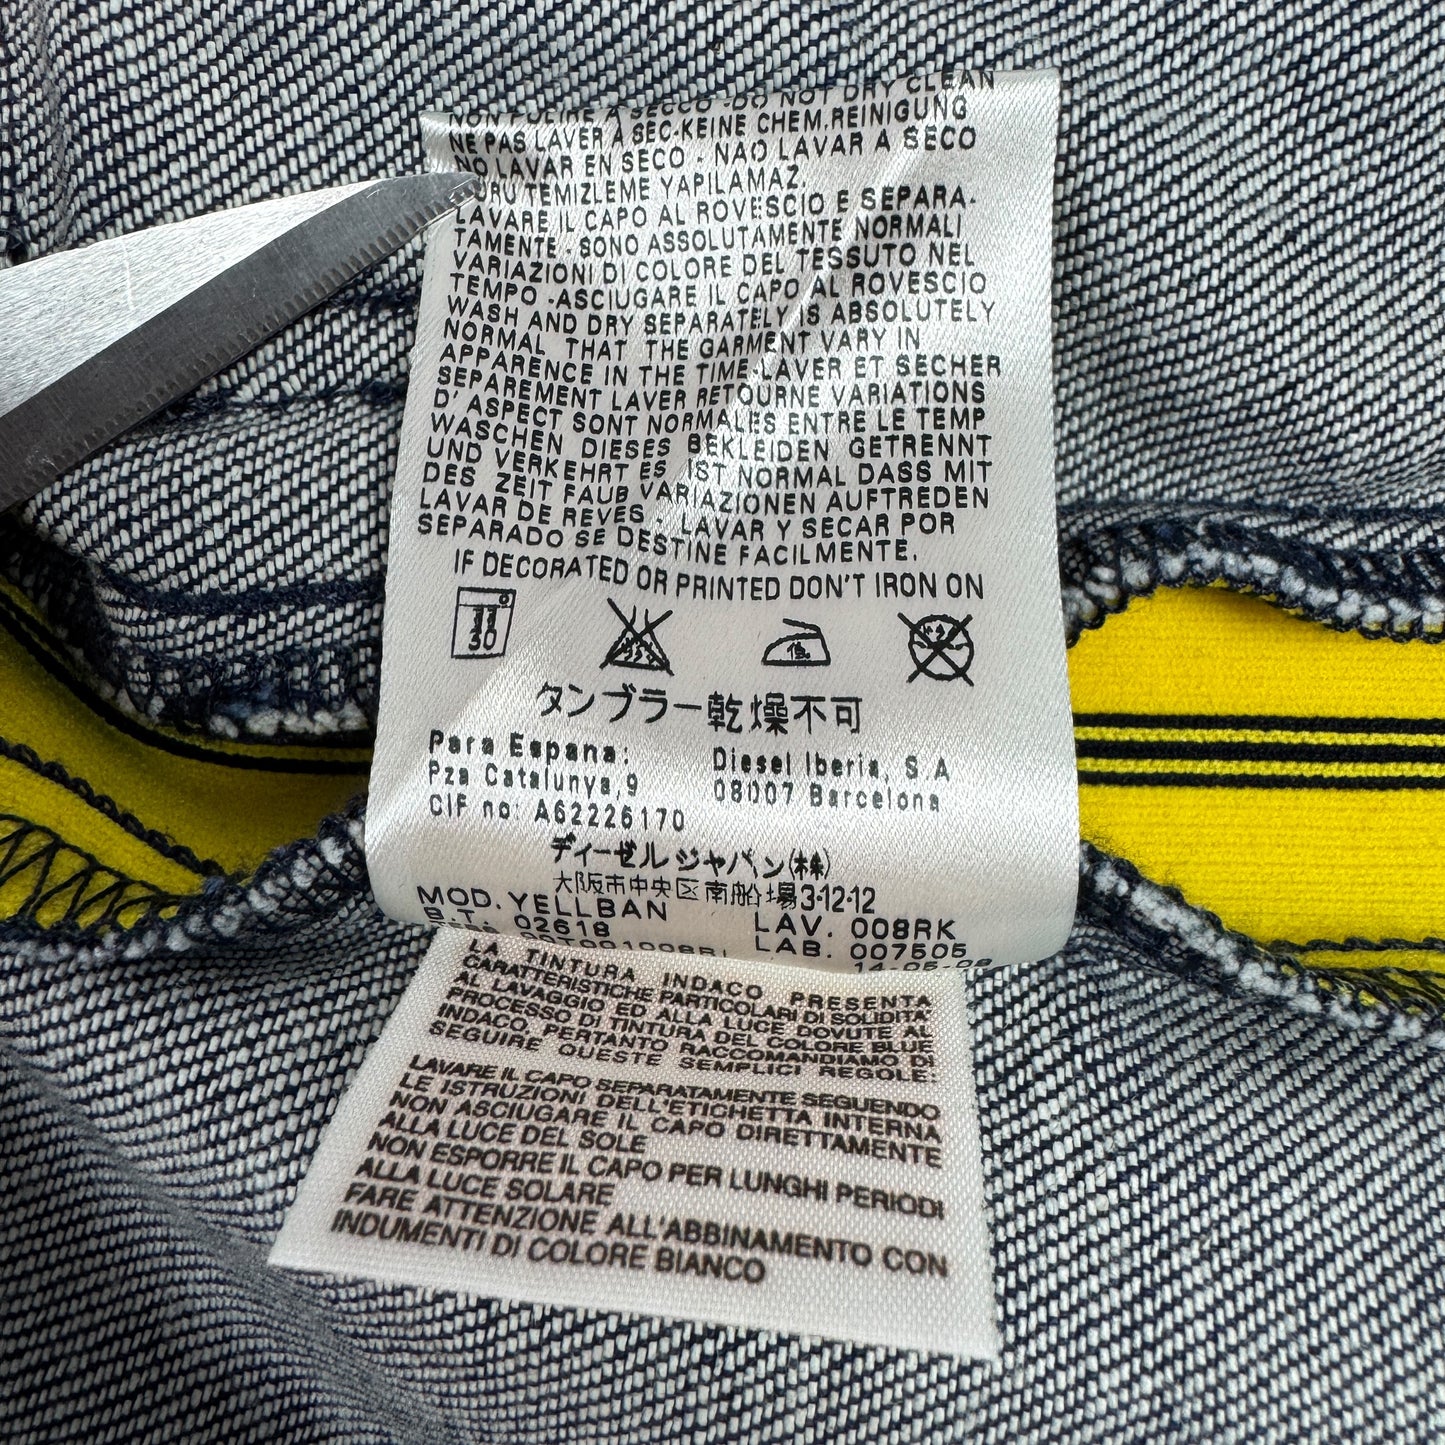 NON PULIRE A SECCO - DO NOT DRY CLEAN
NE PAS LAVER A SEC-KEINE CHEM.REINIGUNG
NO LAVAR EN SECO - NAO LAVAR A SECO
KURU TEMIZLEME YAPILAMAZ.
LAVARE IL CAPO AL ROVESCIO E SEPARA-
TAMENTE - SONO ASSOLUTAMENTE NORMALI
VARIAZIONI DI COLORE DEL TESSUTO NEL
TEMPO -ASCIUGARE IL CAPO AL ROVESCIO
WASH AND DRY SEPARATELY IS ABSOLUTELY
NORMAL THAT THE GARMENT VARY IN
APPARENCE IN THE TIME-LAVER ET SECHER
SEPAREMENT LAVER RETOURNE VARIATIONS
D' ASPECT SONT NORMALES ENTRE LE TEMP
WASCHEN DIESES BEKLEIDEN GETRENNT
UND VERKEHRT ES IST NORMAL DASS MIT
DES ZEIT FAUB VARIAZIONEN AUFTREDEN
LAVAR DE REVES . LAVAR Y SECAR POR
SEPARADO SE DESTINE FACILMENTE.
IF DECORATED OR PRINTED DON'T IRON ON
30
タンブラー乾燥不可
Para Espana: Diesel Iberia, S.A
Pza Catalunya,9 08007 Barcelona
CIF no: A62226170
ディーゼル ジャパン(株)
大阪市中央区南船場3-12-12
MOD. YELLBAN LAV. 008RK
B.T. 02618 LAB. 007505
14-05-08
LA TINTURA INDACO PRESENTA
CARATTERISTICHE PARTICOLARI DI SOLIDITA'
AL LAVAGGIO ED ALLA LUCE DOVUTE AL
PROCESSO DI TINTURA DEL COLORE BLUE
INDACO. PERTANTO RACCOMANDIAMO DI
SEGUIRE QUESTE SEMPLICI REGOLE:
LAVARE IL CAPO SEPARATAMENTE SEGUENDO
LE ISTRUZIONI DELL'ETICHETTA INTERNA
NON ASCIUGARE IL CAPO DIRETTAMENTE
ALLA LUCE DEL SOLE
NON ESPORRE IL CAPO PER LUNGHI PERIODI
ALLA LUCE SOLARE
FARE ATTENZIONE ALL'ABBINAMENTO CON
INDUMENTI DI COLORE BIANCO